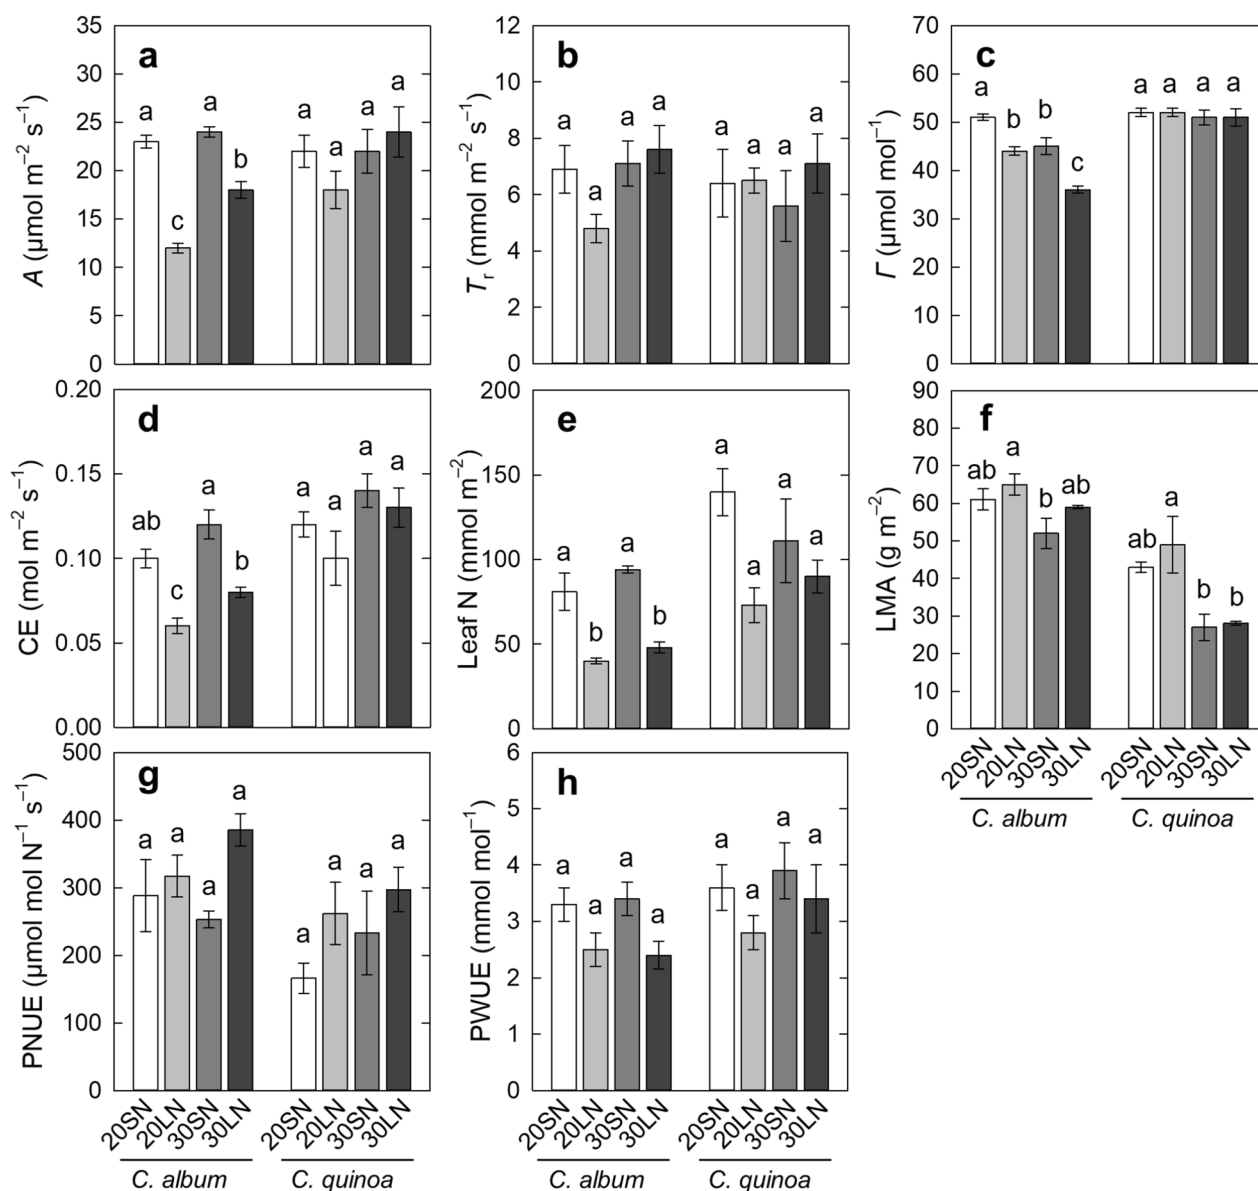 a
A (μmol m⁻² s⁻¹)
35
30
25
20
15
10
5
0
a
c
a
b
a
a
a
a
b
Tᵣ (mmol m⁻² s⁻¹)
12
10
8
6
4
2
0
a
a
a
a
a
a
a
a
c
Γ (μmol mol⁻¹)
70
60
50
40
30
20
10
0
a
b
b
c
a
a
a
a
d
CE (mol m⁻² s⁻¹)
0.20
0.15
0.10
0.05
0.00
ab
c
a
b
a
a
a
a
e
Leaf N (mmol m⁻²)
200
150
100
50
0
a
b
a
b
a
a
a
a
f
LMA (g m⁻²)
90
80
70
60
50
40
30
20
10
0
ab
a
b
ab
ab
a
b
b
20SN 20LN 30SN 30LN 20SN 20LN 30SN 30LN
C. album C. quinoa
g
PNUE (μmol mol N⁻¹ s⁻¹)
500
400
300
200
100
0
a
a
a
a
a
a
a
a
20SN 20LN 30SN 30LN 20SN 20LN 30SN 30LN
C. album C. quinoa
h
PWUE (mmol mol⁻¹)
6
5
4
3
2
1
0
a
a
a
a
a
a
a
a
20SN 20LN 30SN 30LN 20SN 20LN 30SN 30LN
C. album C. quinoa